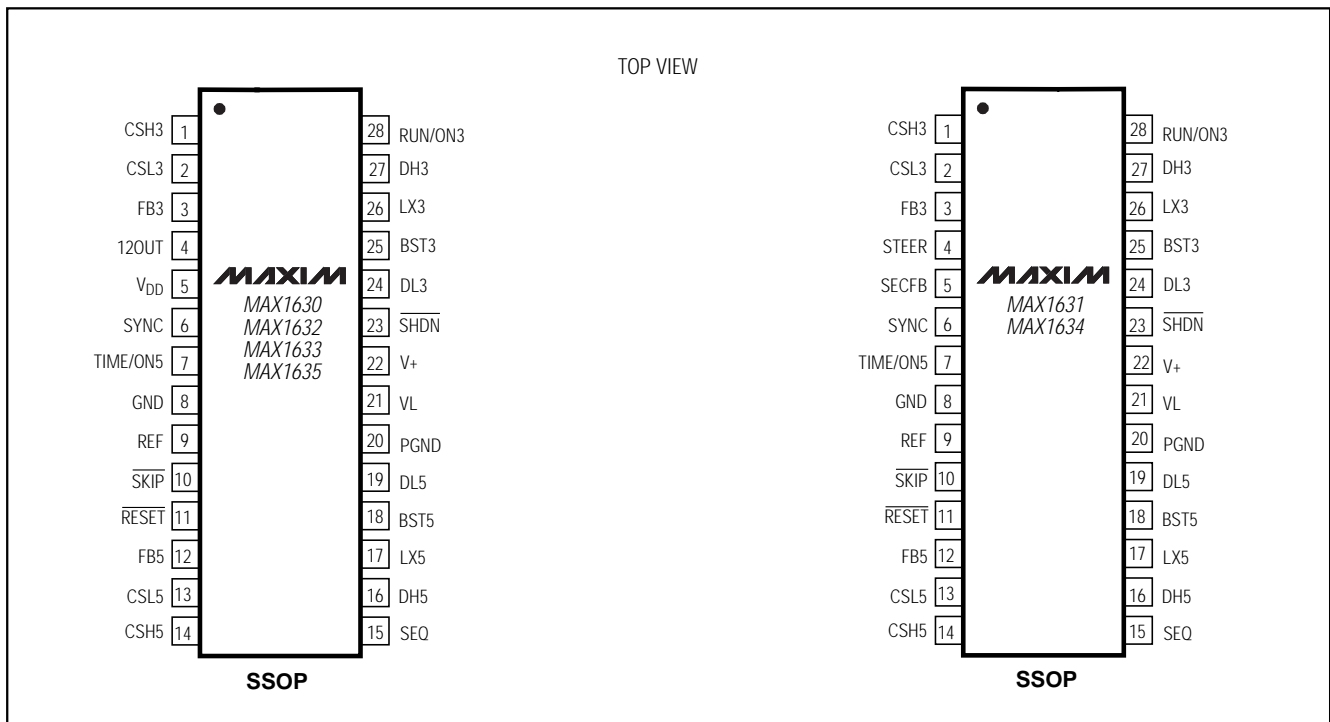 TOP VIEW
CSH3 1 28 RUN/ON3
CSL3 2 27 DH3
FB3 3 26 LX3
12OUT 4 25 BST3
VDD 5 24 DL3
SYNC 6 23 SHDN
TIME/ON5 7 22 V+
GND 8 21 VL
REF 9 20 PGND
SKIP 10 19 DL5
RESET 11 18 BST5
FB5 12 17 LX5
CSL5 13 16 DH5
CSH5 14 15 SEQ
MAXIM
MAX1630
MAX1632
MAX1633
MAX1635
SSOP
CSH3 1 28 RUN/ON3
CSL3 2 27 DH3
FB3 3 26 LX3
STEER 4 25 BST3
SECFB 5 24 DL3
SYNC 6 23 SHDN
TIME/ON5 7 22 V+
GND 8 21 VL
REF 9 20 PGND
SKIP 10 19 DL5
RESET 11 18 BST5
FB5 12 17 LX5
CSL5 13 16 DH5
CSH5 14 15 SEQ
MAXIM
MAX1631
MAX1634
SSOP